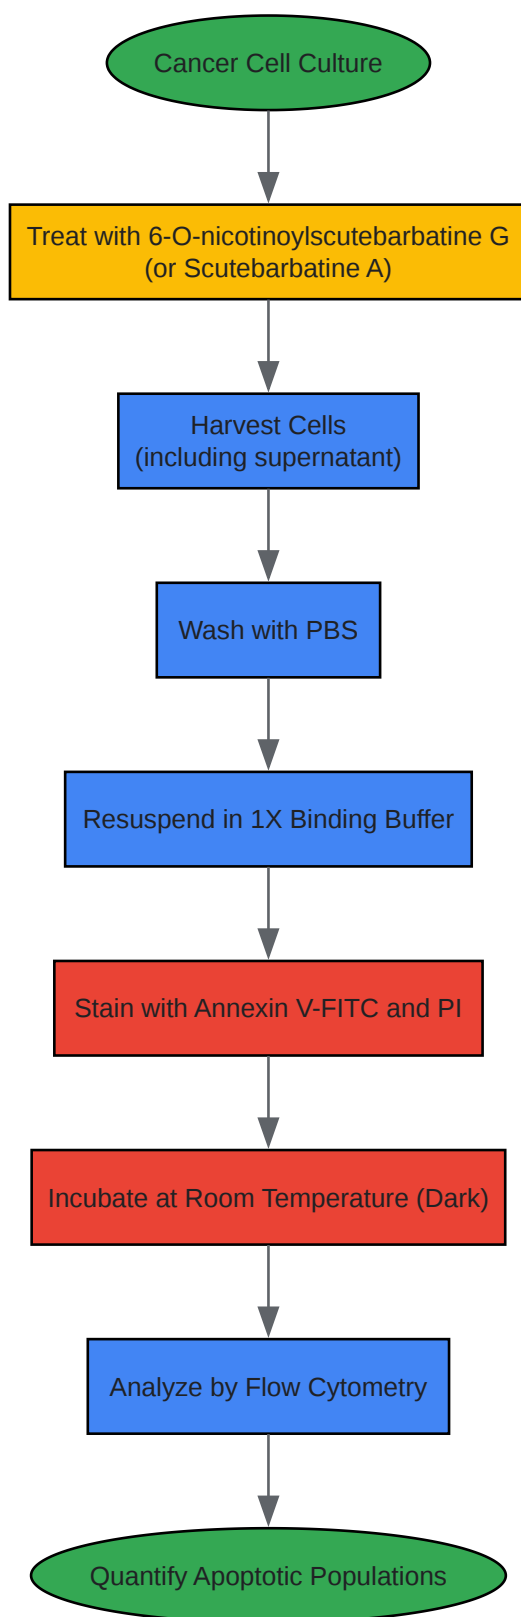 Cancer Cell Culture
Treat with 6-O-nicotinoylscutebarbatine G
(or Scutebarbatine A)
Harvest Cells
(including supernatant)
Wash with PBS
Resuspend in 1X Binding Buffer
Stain with Annexin V-FITC and PI
Incubate at Room Temperature (Dark)
Analyze by Flow Cytometry
Quantify Apoptotic Populations